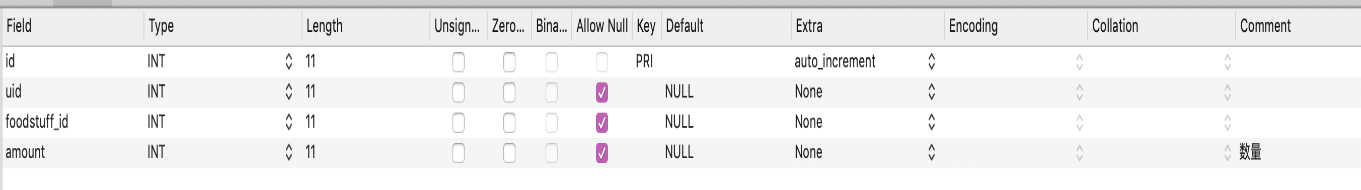 Field Type Length Unsign... Zero... Bina... Allow Null Key Default Extra Encoding Collation Comment
id INT 11 PRI auto_increment
uid INT 11 NULL None
foodstuff_id INT 11 NULL None
amount INT 11 NULL None 数量